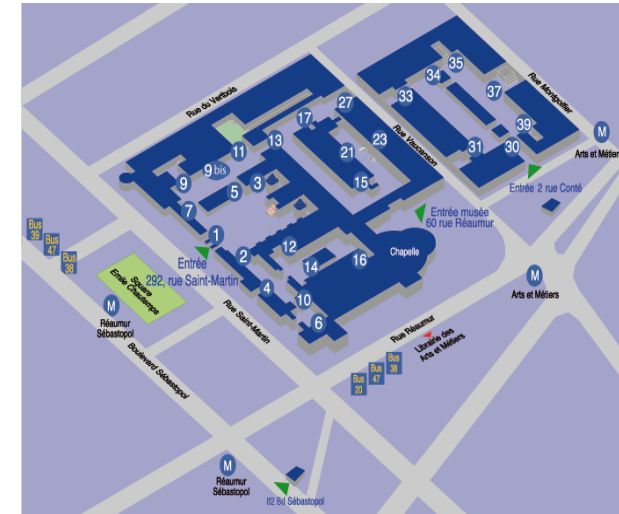 Rue du Vertbois
Rue Montgolfier
Rue Vaucanson
35
34
37
33
27
17
39
M
Arts et Métiers
13
23
30
11
21
31
9 bis
3
15
Entrée 2 rue Conté
9
5
7
Entrée musée
60 rue Réaumur
Bus
39
Bus
47
Bus
38
1
12
Chapelle
2
16
Entrée
292, rue Saint-Martin
14
Square
Emile Chautemps
4
10
M
Arts et Métiers
M
Réaumur
Sébastopol
Rue Saint-Martin
6
Rue Réaumur
Librairie des
Arts et Métiers
Boulevard Sébastopol
Bus
20
Bus
47
Bus
38
M
Réaumur
Sébastopol
82 Bd Sébastopol